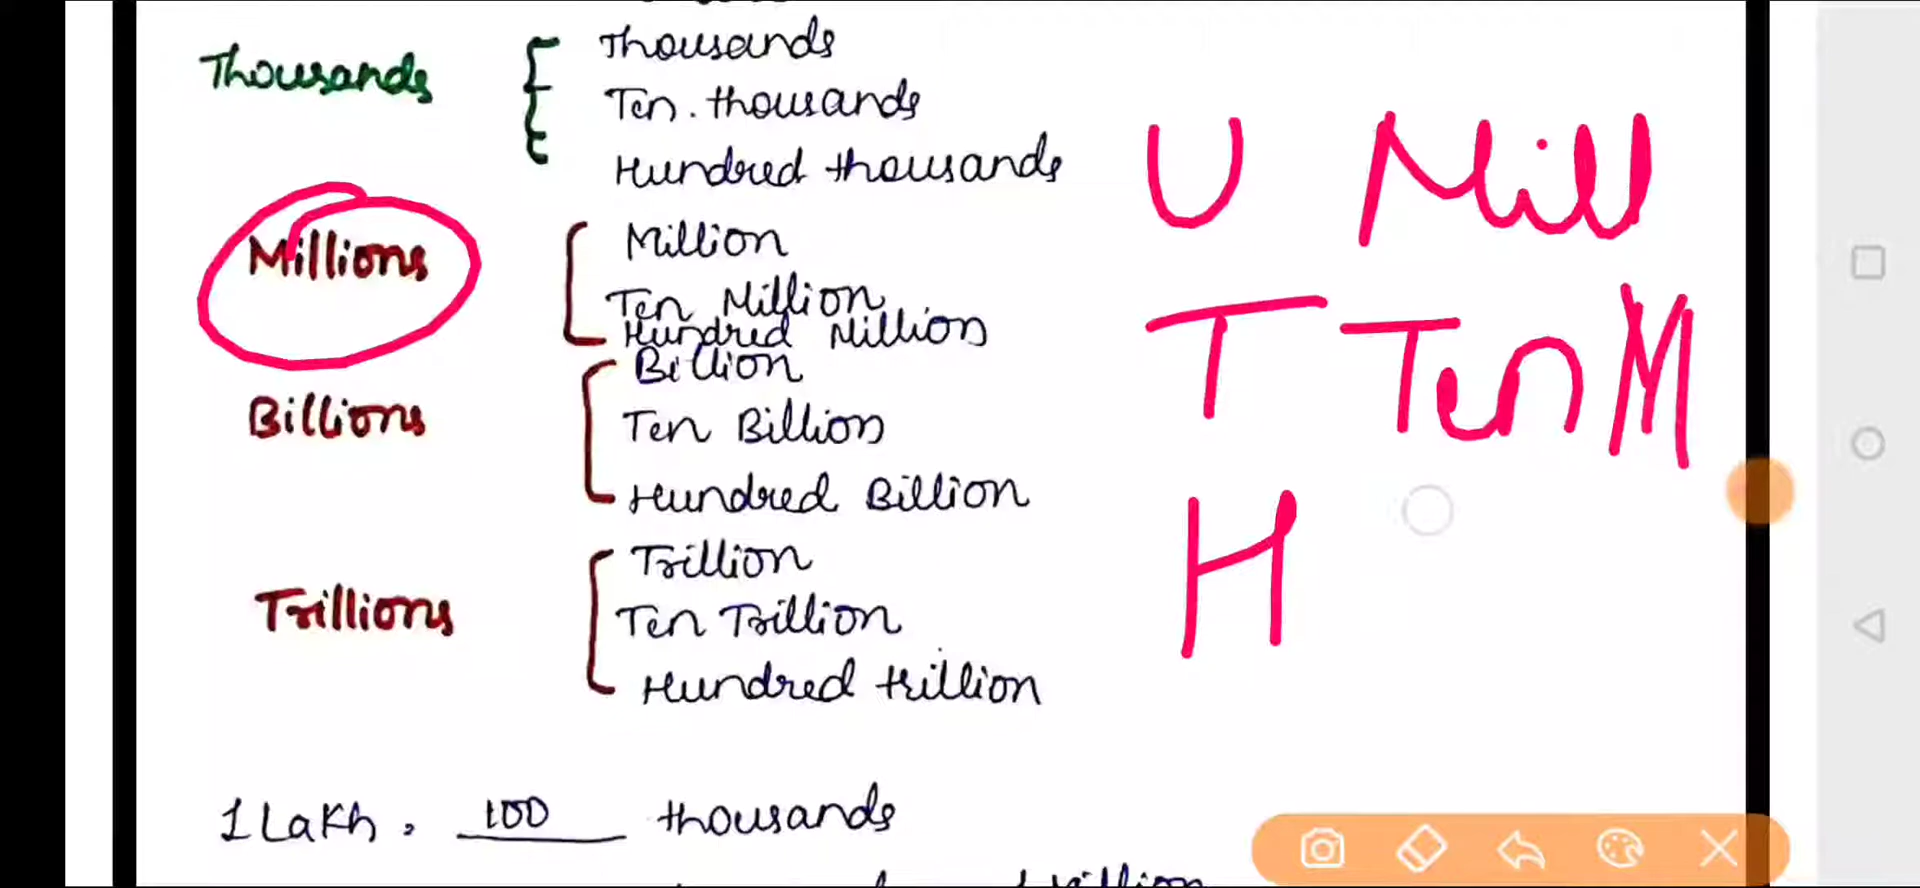 Thousands
Thousands
Ten. thousands
Hundred thousands
Millions
Million
Ten Million
Hundred Million
Billions
Billion
Ten Billion
Hundred Billion
Trillions
Trillion
Ten Trillion
Hundred trillion
U Mill
T Ten M
H
1 Lakh = 100 thousands